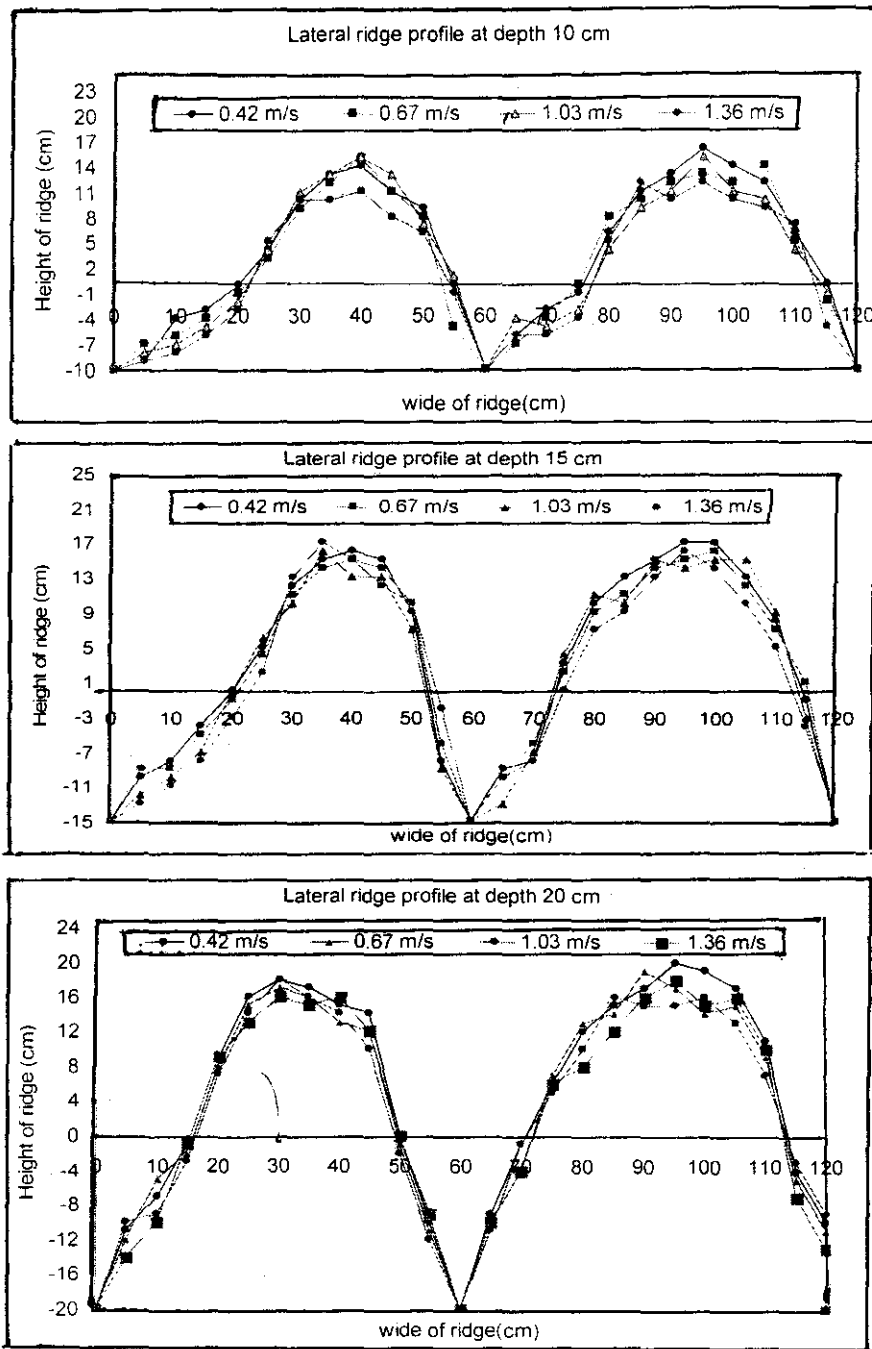 Lateral ridge profile at depth 10 cm
23
20
17
14
11
8
5
2
-1
-4
-7
-10
0.42 m/s 0.67 m/s 1.03 m/s 1.36 m/s
Height of ridge (cm)
0 10 20 30 40 50 60 70 80 90 100 110 120
wide of ridge(cm)
Lateral ridge profile at depth 15 cm
25
21
17
13
9
5
1
-3
-7
-11
-15
0.42 m/s 0.67 m/s 1.03 m/s 1.36 m/s
Height of ridge (cm)
0 10 20 30 40 50 60 70 80 90 100 110 120
wide of ridge(cm)
Lateral ridge profile at depth 20 cm
24
20
16
12
8
4
0
-4
-8
-12
-16
-20
0.42 m/s 0.67 m/s 1.03 m/s 1.36 m/s
Height of ridge (cm)
0 10 20 30 40 50 60 70 80 90 100 110 120
wide of ridge(cm)